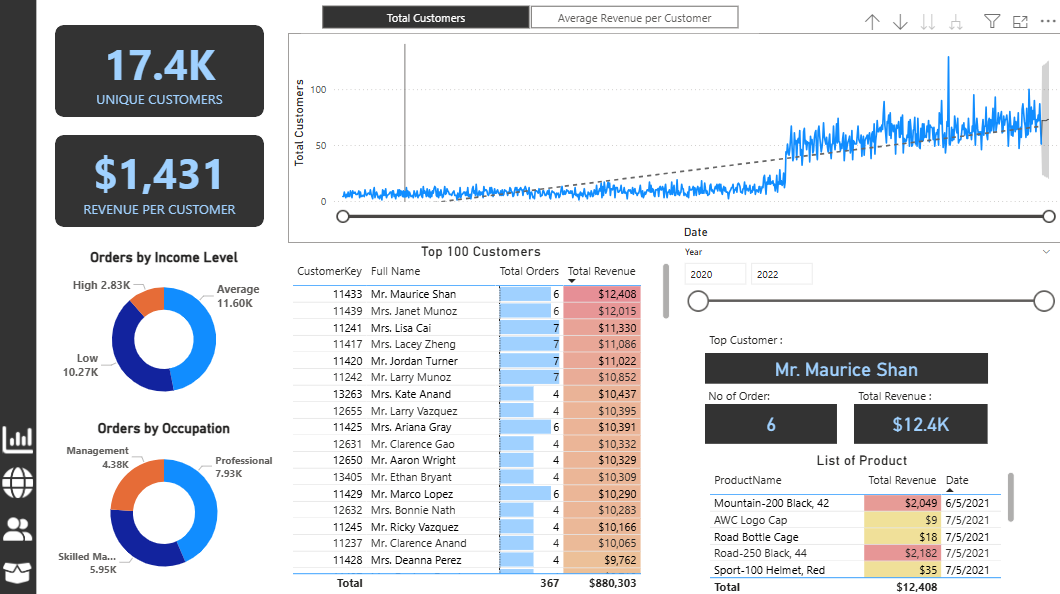 Total Customers
Average Revenue per Customer
17.4K
UNIQUE CUSTOMERS
$1,431
REVENUE PER CUSTOMER
Total Customers
100
50
0
Date
Orders by Income Level
High 2.83K
Average
11.60K
Low
10.27K
Orders by Occupation
Management
4.38K
Professional
7.93K
Skilled Ma...
5.95K
Top 100 Customers
CustomerKey Full Name Total Orders Total Revenue
11433 Mr. Maurice Shan 6 $12,408
11439 Mrs. Janet Munoz 6 $12,015
11241 Mrs. Lisa Cai 7 $11,330
11417 Mrs. Lacey Zheng 7 $11,086
11420 Mr. Jordan Turner 7 $11,022
11242 Mr. Larry Munoz 7 $10,852
13263 Mrs. Kate Anand 4 $10,437
12655 Mr. Larry Vazquez 4 $10,395
11425 Mrs. Ariana Gray 6 $10,391
12631 Mr. Clarence Gao 4 $10,332
12650 Mr. Aaron Wright 4 $10,329
13405 Mr. Ethan Bryant 4 $10,309
11429 Mr. Marco Lopez 6 $10,290
12632 Mrs. Bonnie Nath 4 $10,283
11245 Mr. Ricky Vazquez 4 $10,166
11237 Mr. Clarence Anand 4 $10,065
11428 Mrs. Deanna Perez 4 $9,762
Total 367 $880,303
Year
2020
2022
Top Customer :
Mr. Maurice Shan
No of Order:
6
Total Revenue :
$12.4K
List of Product
ProductName Total Revenue Date
Mountain-200 Black, 42 $2,049 6/5/2021
AWC Logo Cap $9 7/5/2021
Road Bottle Cage $18 7/5/2021
Road-250 Black, 44 $2,182 7/5/2021
Sport-100 Helmet, Red $35 7/5/2021
Total $12,408